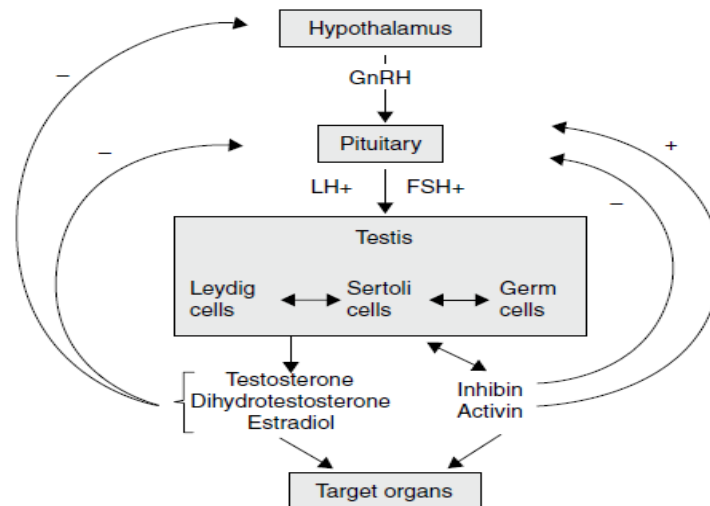 Hypothalamus
–
GnRH
–
+
Pituitary
LH+ FSH+
–
Testis
Leydig cells
Sertoli cells
Germ cells
Testosterone
Dihydrotestosterone
Estradiol
Inhibin
Activin
Target organs